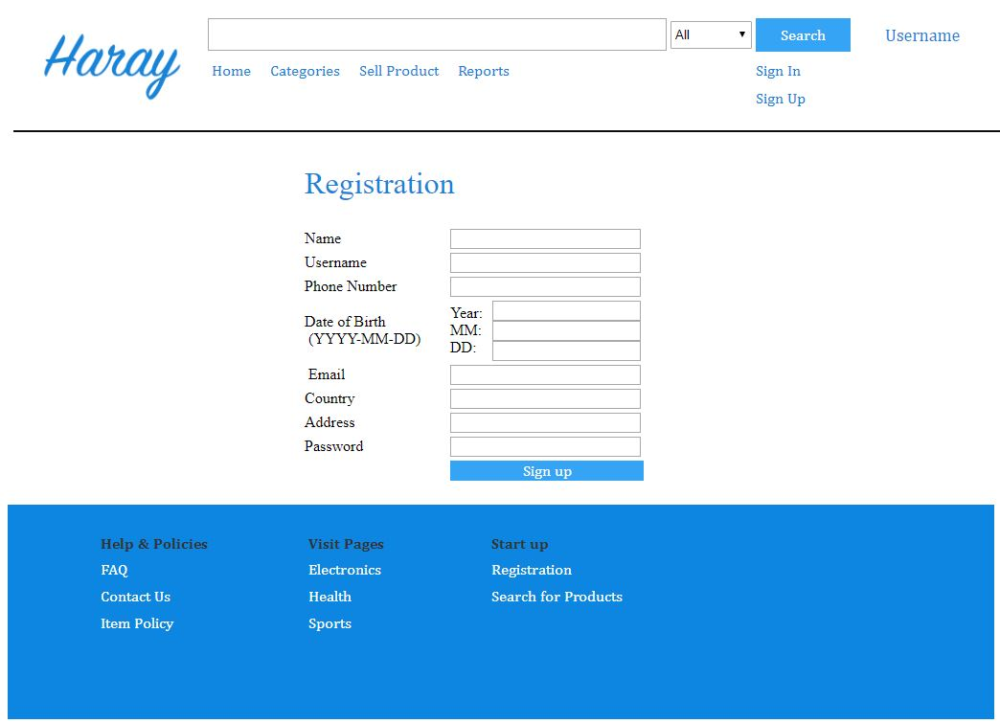 Haray
All
Search
Username
Home Categories Sell Product Reports
Sign In
Sign Up
Registration
Name
Username
Phone Number
Date of Birth
(YYYY-MM-DD)
Year:
MM:
DD:
Email
Country
Address
Password
Sign up
Help & Policies
FAQ
Contact Us
Item Policy
Visit Pages
Electronics
Health
Sports
Start up
Registration
Search for Products